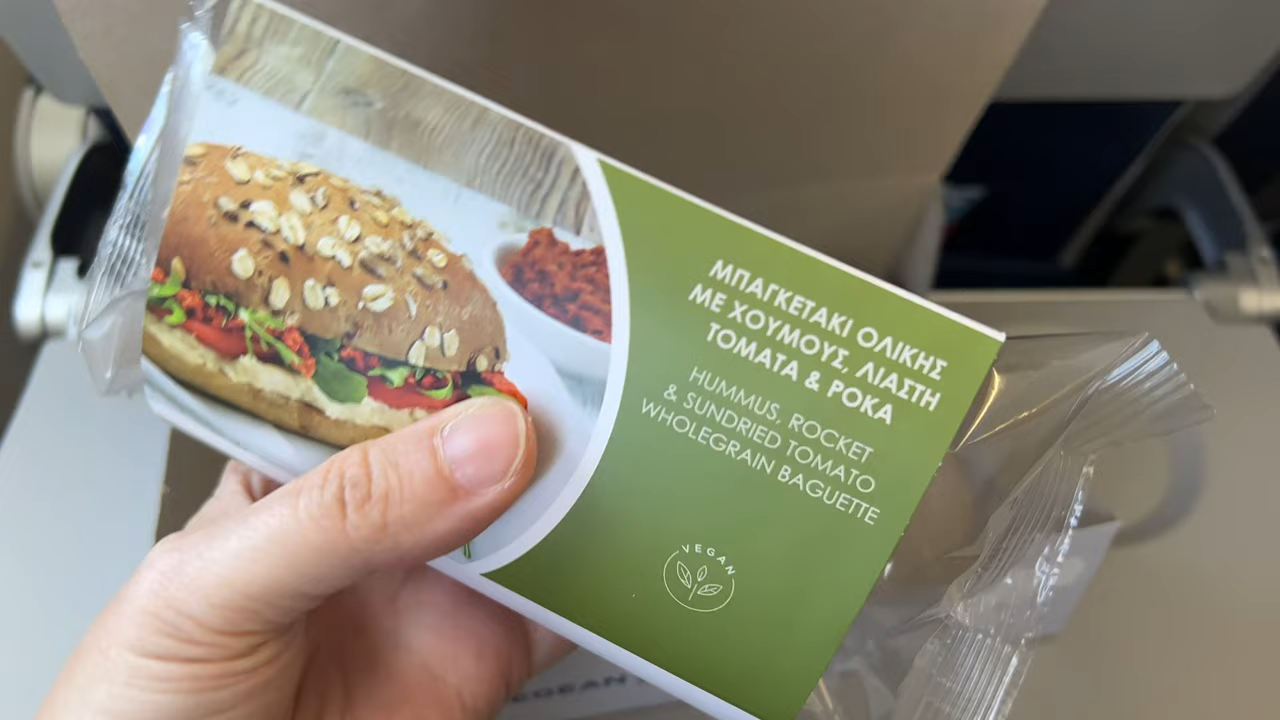 ΜΠΑΓΚΕΤΑΚΙ ΟΛΙΚΗΣ
ΜΕ ΧΟΥΜΟΥΣ, ΛΙΑΣΤΗ
ΤΟΜΑΤΑ & ΡΟΚΑ
HUMMUS, ROCKET
& SUNDRIED TOMATO
WHOLEGRAIN BAGUETTE
VEGAN